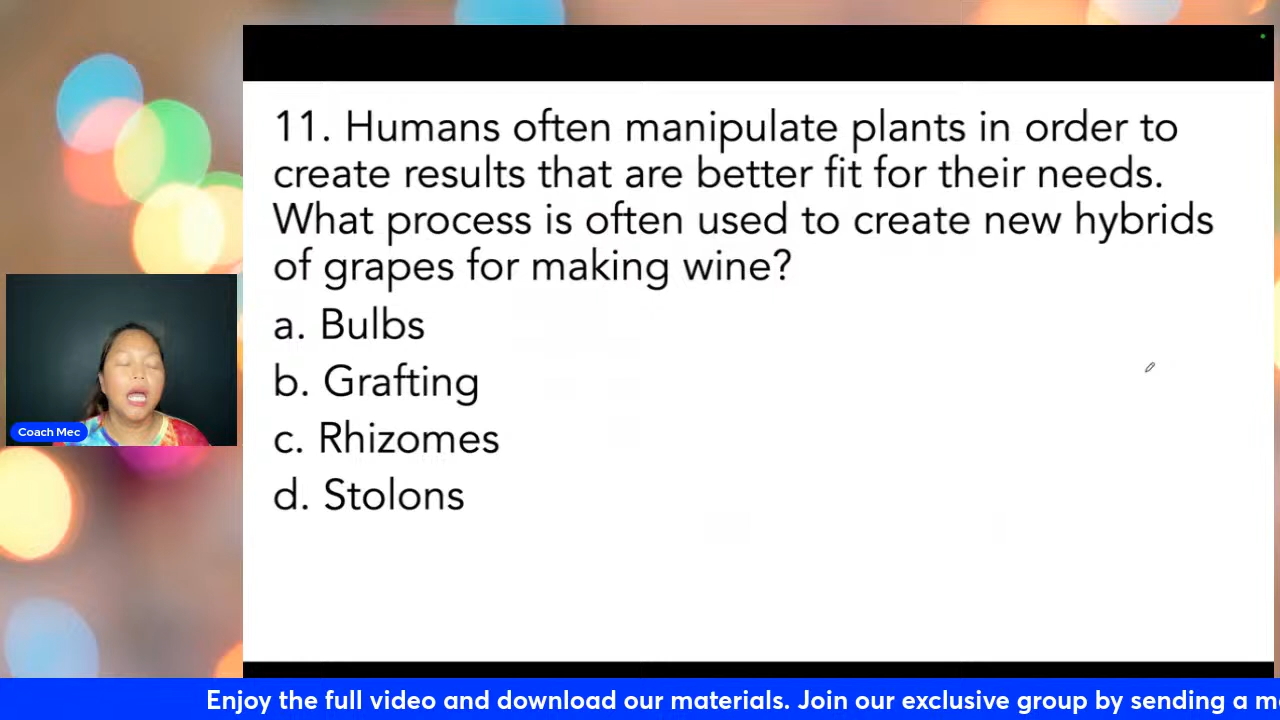 11. Humans often manipulate plants in order to
create results that are better fit for their needs.
What process is often used to create new hybrids
of grapes for making wine?
a. Bulbs
b. Grafting
c. Rhizomes
d. Stolons
Coach Mec
Enjoy the full video and download our materials. Join our exclusive group by sending a m